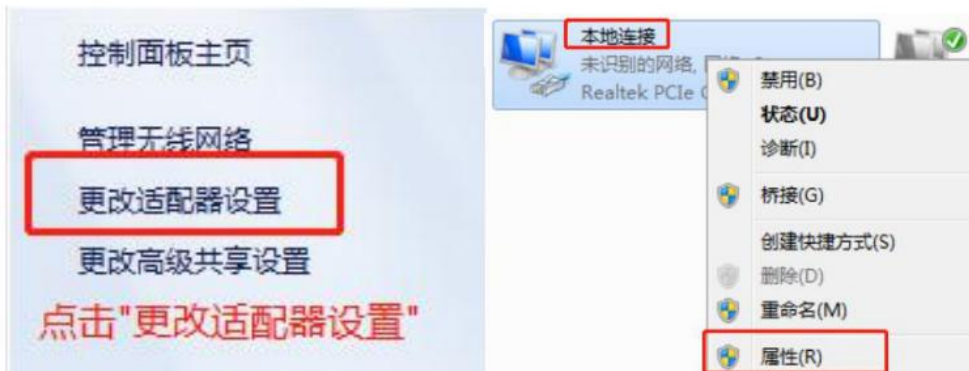 控制面板主页
管理无线网络
更改适配器设置
更改高级共享设置
点击"更改适配器设置"
本地连接
未识别的网络,
Realtek PCIe
禁用(B)
状态(U)
诊断(I)
桥接(G)
创建快捷方式(S)
删除(D)
重命名(M)
属性(R)